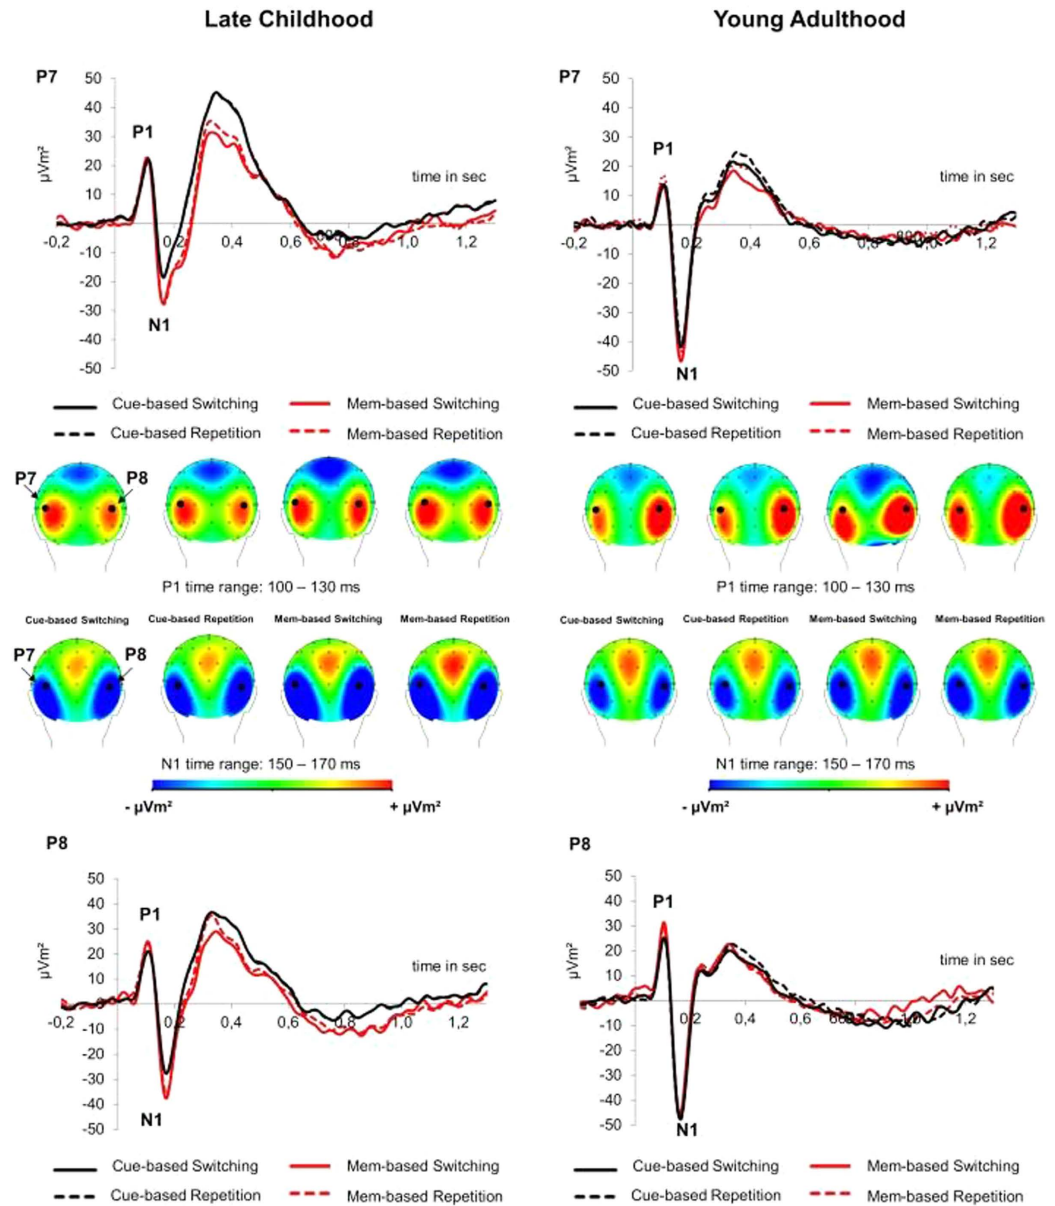 Late Childhood
Young Adulthood
P7
50
40
30
20
10
-10
-20
-30
-40
-50
µVm²
P1
N1
time in sec
-0,2
0,2
0,4
0,6
0,8
1,0
1,2
Cue-based Switching
Mem-based Switching
Cue-based Repetition
Mem-based Repetition
P7
50
40
30
20
10
-10
-20
-30
-40
-50
µVm²
P1
N1
time in sec
-0,2
0,2
0,4
0,6
1,2
Cue-based Switching
Mem-based Switching
Cue-based Repetition
Mem-based Repetition
P7
P8
P1 time range: 100 – 130 ms
P1 time range: 100 – 130 ms
Cue-based Switching
Cue-based Repetition
Mem-based Switching
Mem-based Repetition
Cue-based Switching
Cue-based Repetition
Mem-based Switching
Mem-based Repetition
P7
P8
N1 time range: 150 – 170 ms
N1 time range: 150 – 170 ms
- µVm²
+ µVm²
- µVm²
+ µVm²
P8
50
40
30
20
10
-10
-20
-30
-40
-50
µVm²
P1
N1
time in sec
-0,2
0,2
0,4
0,6
0,8
1,0
1,2
Cue-based Switching
Mem-based Switching
Cue-based Repetition
Mem-based Repetition
P8
50
40
30
20
10
-10
-20
-30
-40
-50
µVm²
P1
N1
time in sec
0,2
0,4
0,6
1,0
1,2
Cue-based Switching
Mem-based Switching
Cue-based Repetition
Mem-based Repetition